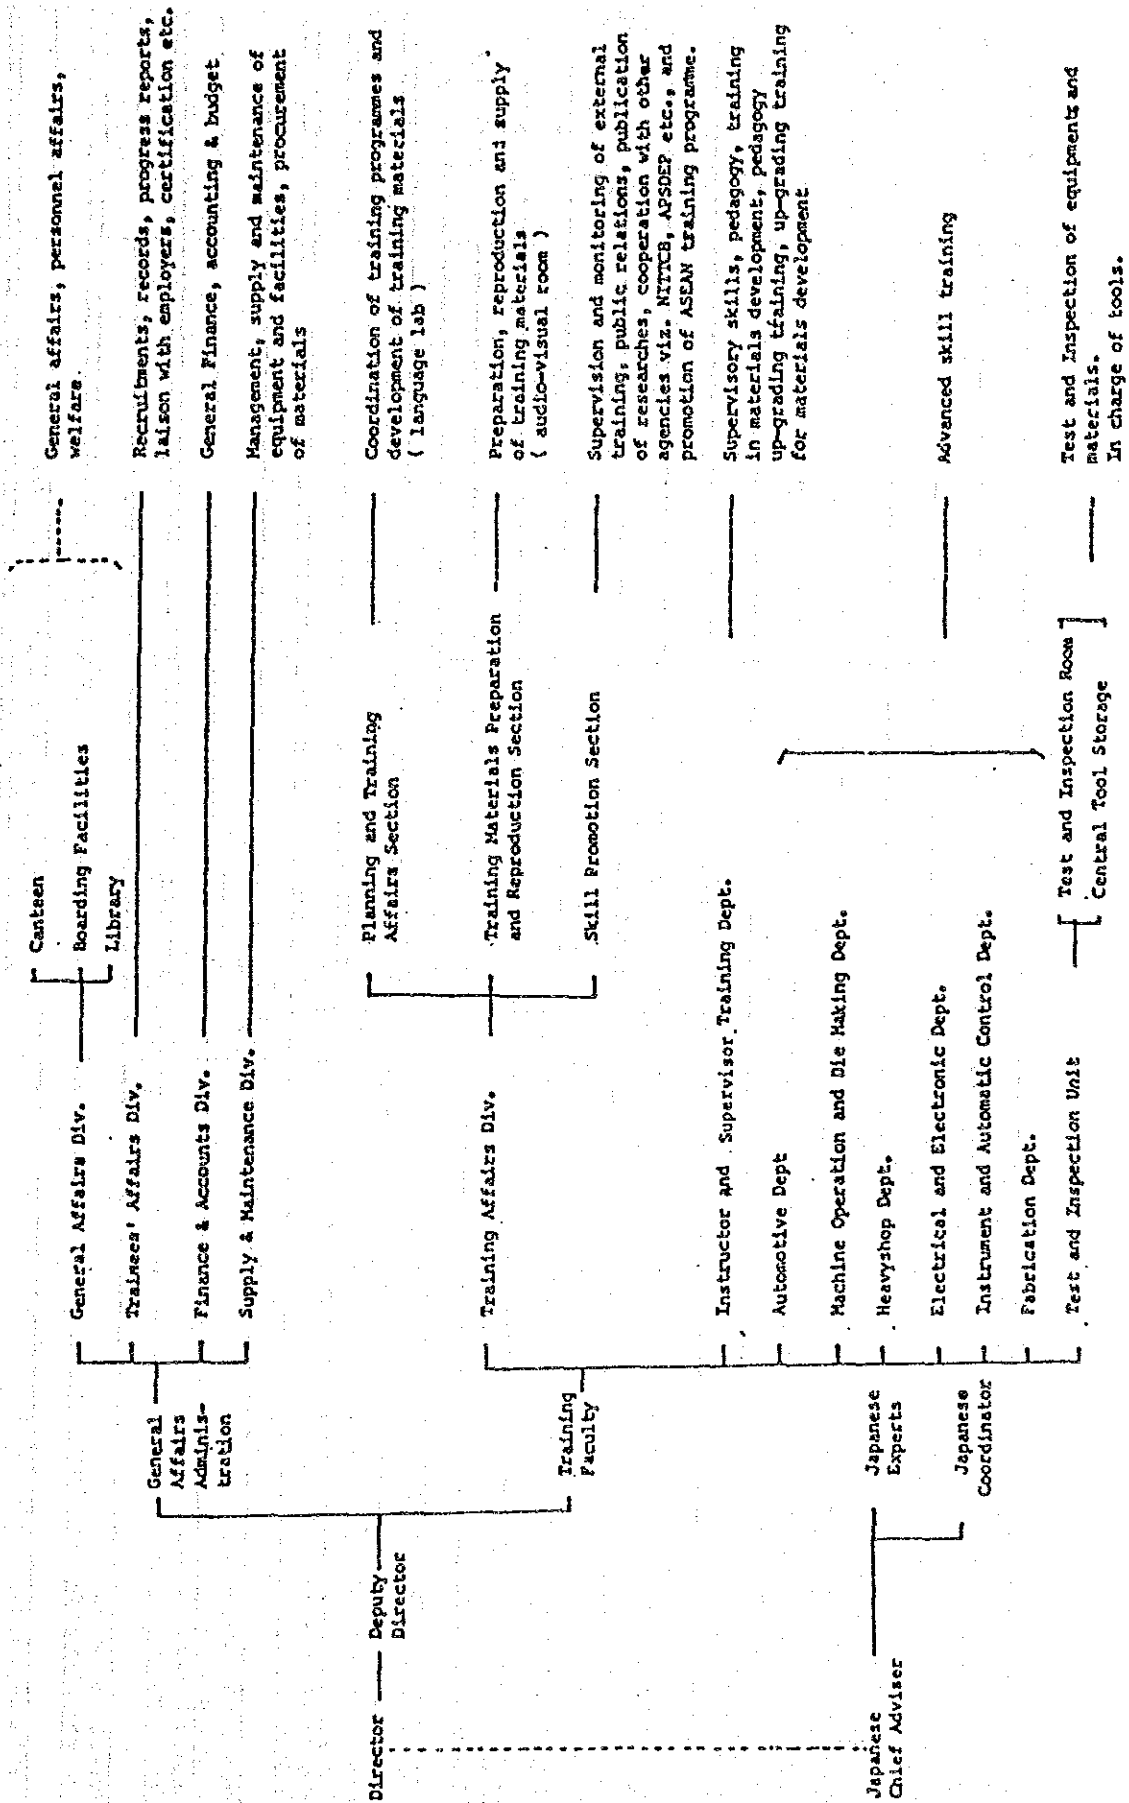 Director
Deputy
Director
Japanese
Chief Adviser
General
Affairs
Adminis-
tration
Training
Faculty
Japanese
Experts
Japanese
Coordinator
General Affairs Div.
Canteen
Boarding Facilities
Library
General affairs, personnel affairs,
welfare.
Trainees' Affairs Div.
Recruitments, records, progress reports,
laison with employers, certification etc.
Finance & Accounts Div.
General Finance, accounting & budget
Supply & Maintenance Div.
Management, supply and maintenance of
equipment and facilities, procurement
of materials
Training Affairs Div.
Planning and Training
Affairs Section
Coordination of training programmes and
development of training materials
( language lab )
Training Materials Preparation
and Reproduction Section
Preparation, reproduction and supply
of training materials
( audio-visual room )
Skill Promotion Section
Supervision and monitoring of external
training, public relations, publication
of researches, cooperation with other
agencies viz. NITTCB, APSDEP etc., and
promotion of ASEAN training programme.
Instructor and Supervisor Training Dept.
Supervisory skills, pedagogy, training
in materials development, pedagogy
up-grading training, up-grading training
for materials development
Automotive Dept
Machine Operation and Die Making Dept.
Heavyshop Dept.
Electrical and Electronic Dept.
Instrument and Automatic Control Dept.
Fabrication Dept.
Advanced skill training
Test and Inspection Unit
Test and Inspection Room
Central Tool Storage
Test and Inspection of equipments and
materials.
In charge of tools.